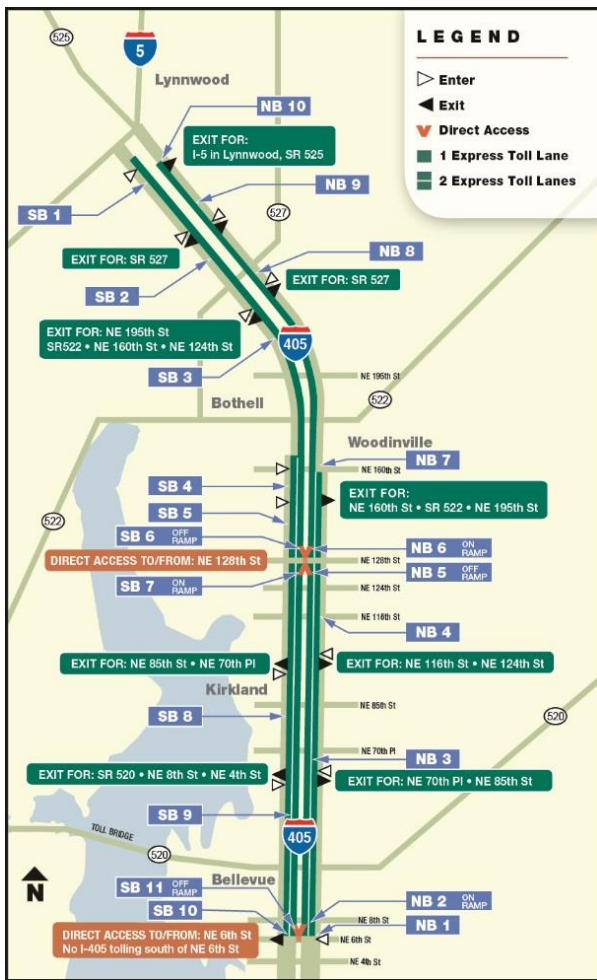 525
5
Lynnwood
NB 10
EXIT FOR:
I-5 in Lynnwood, SR 525
LEGEND
Enter
Exit
Direct Access
1 Express Toll Lane
2 Express Toll Lanes
SB 1
NB 9
527
NB 8
EXIT FOR: SR 527
SB 2
EXIT FOR: SR 527
EXIT FOR: NE 195th St
SR522 • NE 160th St • NE 124th St
405
SB 3
NE 195th St
Bothell
522
Woodinville
NB 7
NE 160th St
SB 4
EXIT FOR:
NE 160th St • SR 522 • NE 195th St
SB 5
522
SB 6 OFF RAMP
NB 6 ON RAMP
DIRECT ACCESS TO/FROM: NE 128th St
NE 128th St
SB 7 ON RAMP
NB 5 OFF RAMP
NE 124th St
NE 116th St
NB 4
EXIT FOR: NE 85th St • NE 70th Pl
EXIT FOR: NE 116th St • NE 124th St
Kirkland
NE 85th St
SB 8
520
NE 70th Pl
NB 3
EXIT FOR: SR 520 • NE 8th St • NE 4th St
EXIT FOR: NE 70th Pl • NE 85th St
SB 9
405
TOLL BRIDGE
520
N
Bellevue
SB 11 OFF RAMP
NB 2 ON RAMP
SB 10
NE 8th St
NB 1
DIRECT ACCESS TO/FROM: NE 6th St
No I-405 tolling south of NE 6th St
NE 6th St
NE 4th St